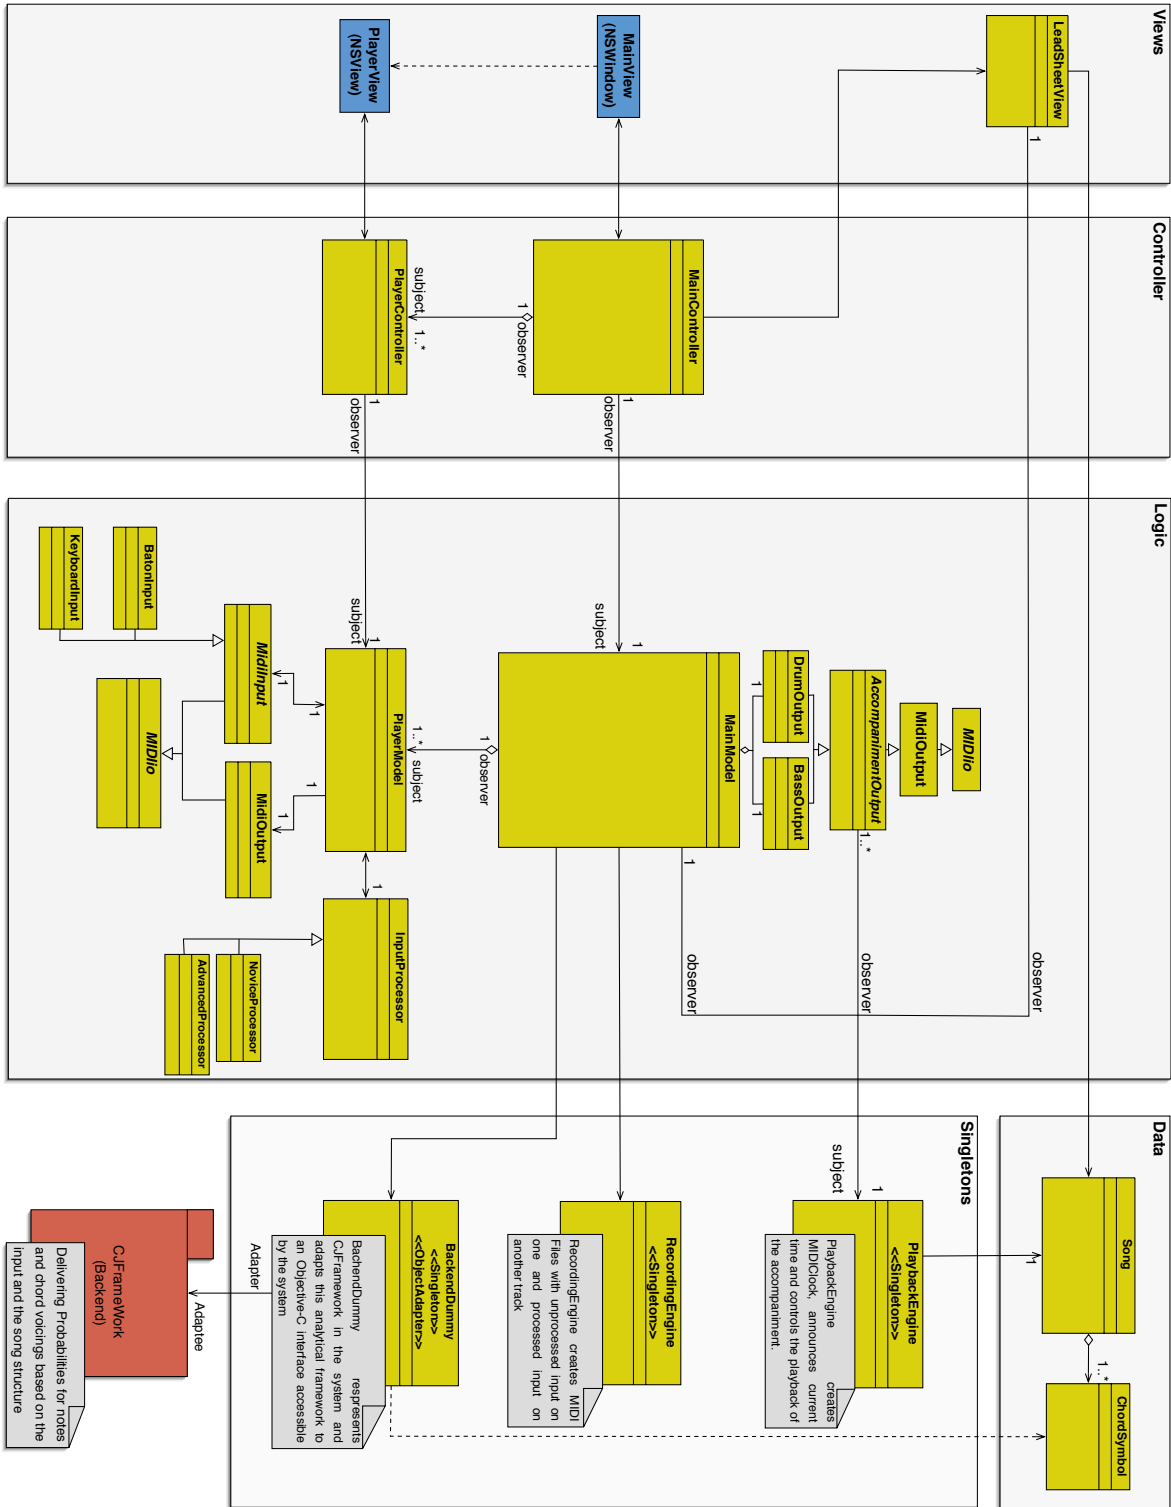 Views
LeadSheetView
1
MainView
(NSWindow)
PlayerView
(NSView)
Controller
MainController
1
observer
1
observer
subject
1..*
PlayerController
1
observer
Logic
MIDIio
MidiOutput
AccompanimentOutput
1..*
observer
DrumOutput
1
BassOutput
1
observer
MainModel
1
subject
1
observer
1
observer
1..*
subject
PlayerModel
1
subject
1
1
1
1
1
MidiInput
MidiOutput
MIDIio
BatonInput
KeyboardInput
InputProcessor
NoviceProcessor
AdvancedProcessor
Data
Song
1
1..*
ChordSymbol
Singletons
1
subject
PlaybackEngine
<<Singleton>>
PlaybackEngine creates
MIDIClock, announces current
time and controls the playback of
the accompaniment.
RecordingEngine
<<Singleton>>
RecordingEngine creates MIDI
Files with unprocessed input on
one and processed input on
another track
BackendDummy
<<Singleton>>
<<ObjectAdapter>>
BachendDummy respresents
CJFramework in the system and
adapts this analytical framework to
an Objective-C interface accessible
by the system
Adapter
Adaptee
CJFrameWork
(Backend)
Delivering Probabilities for notes
and chord voicings based on the
input and the song structure